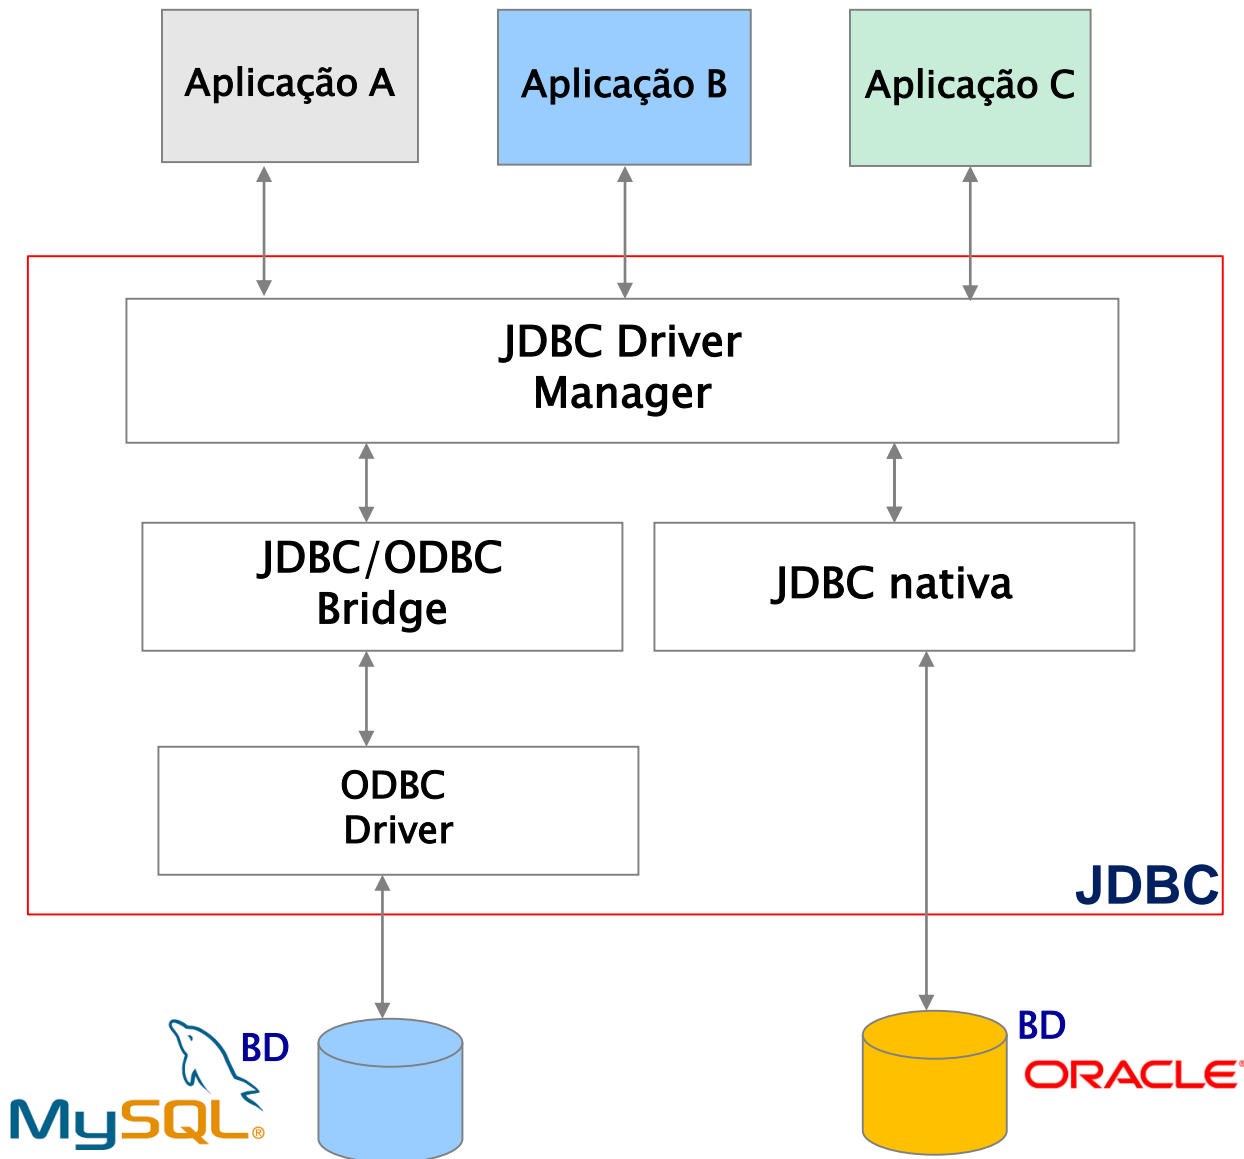 Aplicação A
Aplicação B
Aplicação C
JDBC Driver
Manager
JDBC/ODBC
Bridge
JDBC nativa
ODBC
Driver
JDBC
BD
MySQL®
BD
ORACLE®